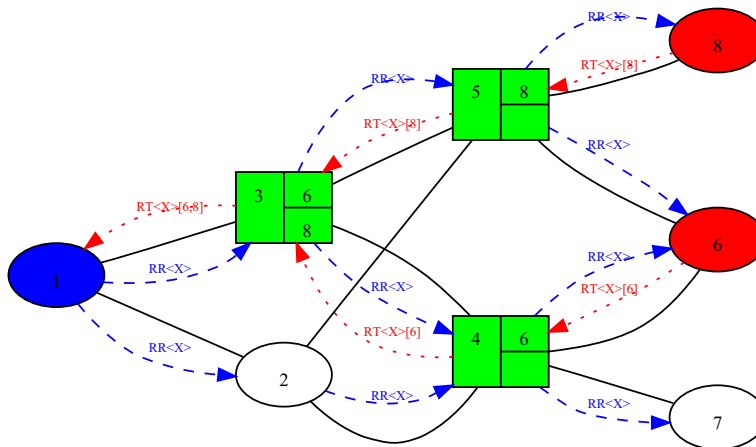 RR<X>
8
RT<X>[8]
RR<X>
5
8
RT<X>[8]
RR<X>
3
6
8
RT<X>[6,8]
1
RR<X>
RR<X>
6
RR<X>
RT<X>[6]
RT<X>[6]
4
6
RR<X>
2
RR<X>
RR<X>
7